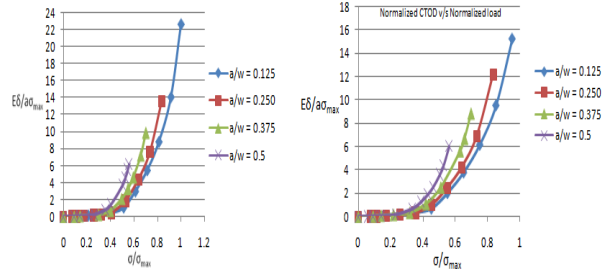 24
22
20
18
16
14
12
10
8
6
4
2
0
Eδ/aσmax
0 0.2 0.4 0.6 0.8 1 1.2
σ/σmax
a/w = 0.125
a/w = 0.250
a/w = 0.375
a/w = 0.5
Normalized CTOD v/s Normalized load
18
16
14
12
10
8
6
4
2
0
Eδ/aσmax
0 0.2 0.4 0.6 0.8 1
σ/σmax
a/w = 0.125
a/w = 0.250
a/w = 0.375
a/w = 0.5